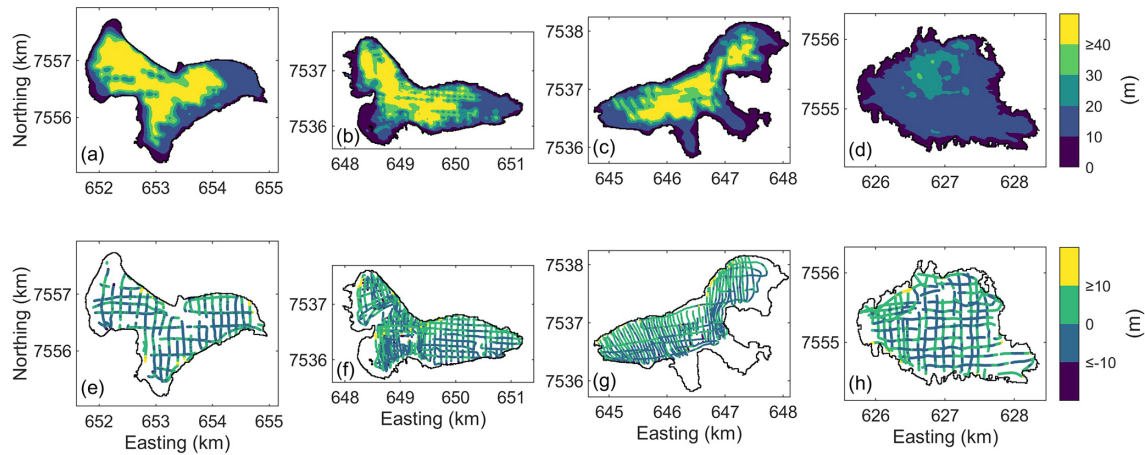 Northing (km)
7557
7556
(a)
652 653 654 655
7537
7536
(b)
648 649 650 651
7538
7537
7536
(c)
645 646 647 648
7556
7555
(d)
626 627 628
≥40
30
20
10
0
(m)
Northing (km)
7557
7556
(e)
652 653 654 655
Easting (km)
7537
7536
(f)
648 649 650 651
Easting (km)
7538
7537
7536
(g)
645 646 647 648
Easting (km)
7556
7555
(h)
626 627 628
Easting (km)
≥10
0
≤-10
(m)